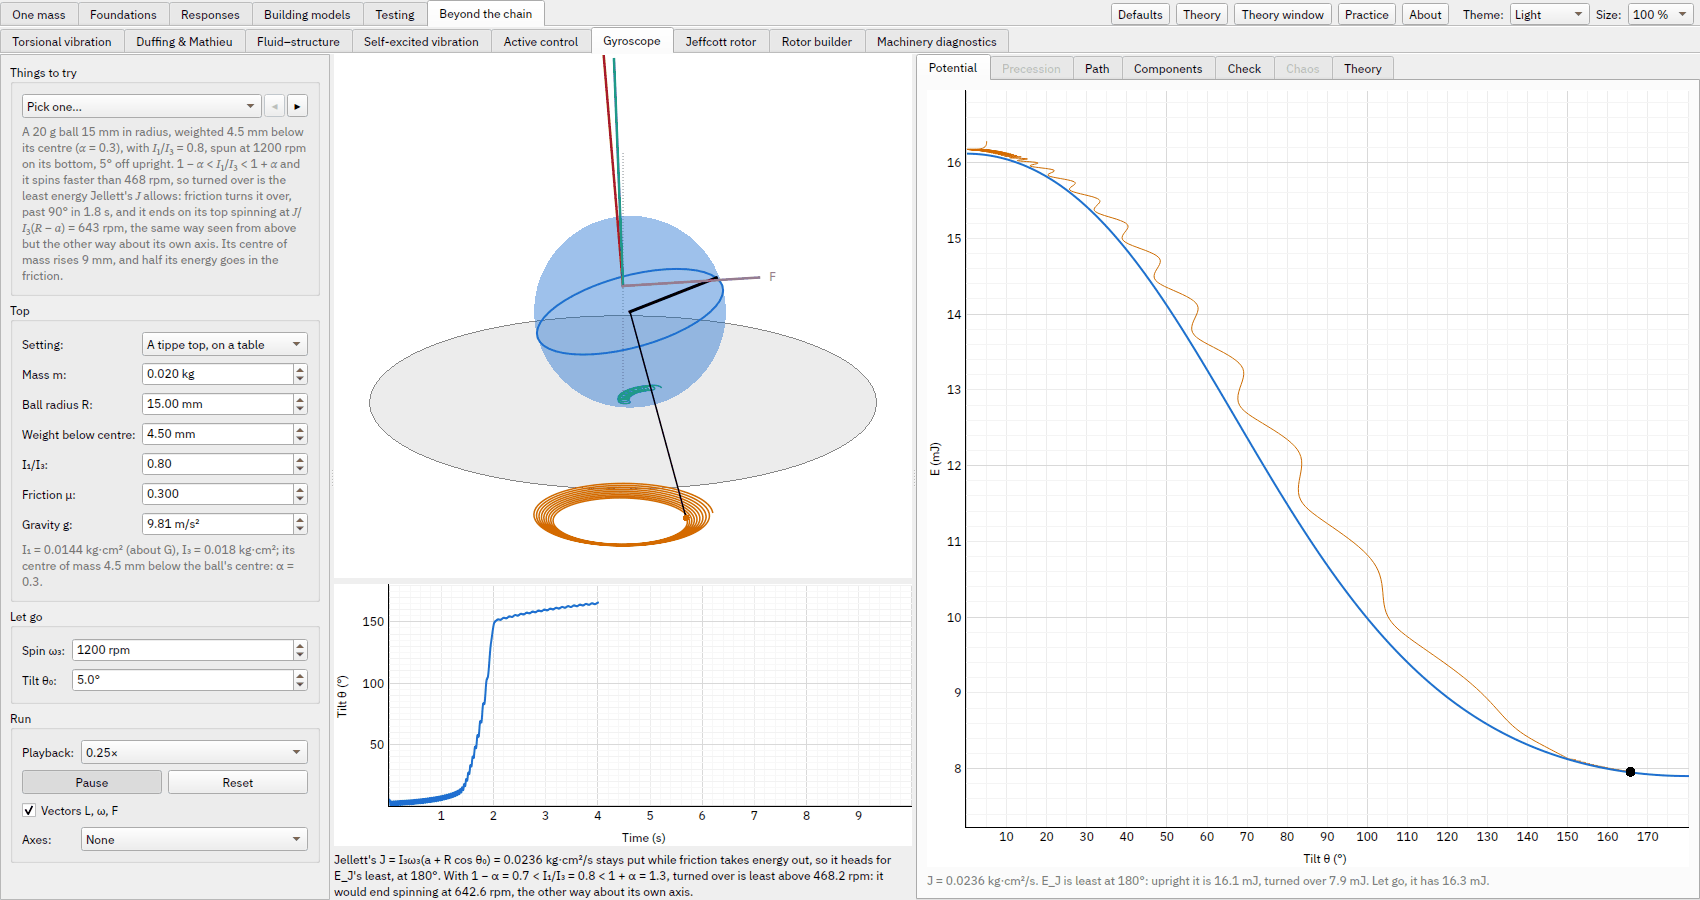 One mass Foundations Responses Building models Testing Beyond the chain Defaults Theory Theory window Practice About Theme: Light Size: 100 %
Torsional vibration Duffing & Mathieu Fluid–structure Self-excited vibration Active control Gyroscope Jeffcott rotor Rotor builder Machinery diagnostics
Things to try
Pick one...
A 20 g ball 15 mm in radius, weighted 4.5 mm below
its centre (α = 0.3), with I₁/I₃ = 0.8, spun at 1200 rpm
on its bottom, 5° off upright. 1 − α < I₁/I₃ < 1 + α and
it spins faster than 468 rpm, so turned over is the
least energy Jellett's J allows: friction turns it over,
past 90° in 1.8 s, and it ends on its top spinning at J/
I₃(R − a) = 643 rpm, the same way seen from above
but the other way about its own axis. Its centre of
mass rises 9 mm, and half its energy goes in the
friction.
Top
Setting: A tippe top, on a table
Mass m: 0.020 kg
Ball radius R: 15.00 mm
Weight below centre: 4.50 mm
I₁/I₃: 0.80
Friction μ: 0.300
Gravity g: 9.81 m/s²
I₁ = 0.0144 kg·cm² (about G), I₃ = 0.018 kg·cm²; its
centre of mass 4.5 mm below the ball's centre: α =
0.3.
Let go
Spin ω₃: 1200 rpm
Tilt θ₀: 5.0°
Run
Playback: 0.25×
Pause Reset
Vectors L, ω, F
Axes: None
F
Tilt θ (°)
150
100
50
1 2 3 4 5 6 7 8 9
Time (s)
Jellett's J = I₃ω₃(a + R cos θ₀) = 0.0236 kg·cm²/s stays put while friction takes energy out, so it heads for
E_J's least, at 180°. With 1 − α = 0.7 < I₁/I₃ = 0.8 < 1 + α = 1.3, turned over is least above 468.2 rpm: it
would end spinning at 642.6 rpm, the other way about its own axis.
Potential Precession Path Components Check Chaos Theory
E (mJ)
16
15
14
13
12
11
10
9
8
10 20 30 40 50 60 70 80 90 100 110 120 130 140 150 160 170
Tilt θ (°)
J = 0.0236 kg·cm²/s. E_J is least at 180°: upright it is 16.1 mJ, turned over 7.9 mJ. Let go, it has 16.3 mJ.